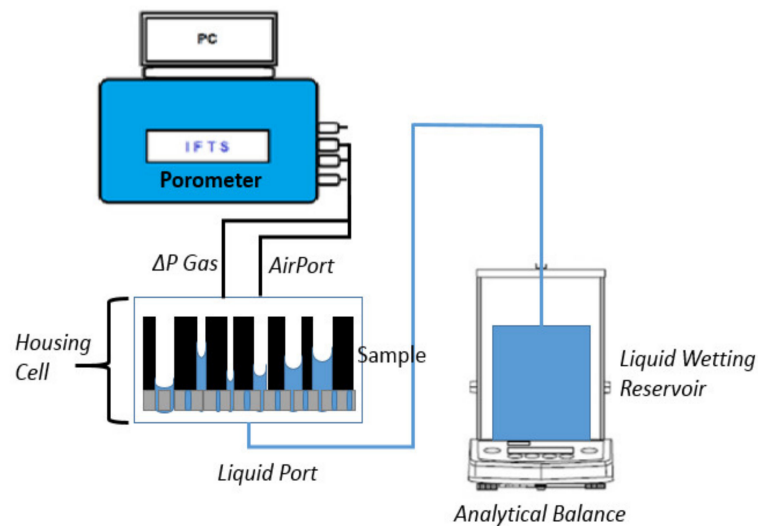 PC
IFTS
Porometer
ΔP Gas
AirPort
Housing
Cell
Sample
Liquid Wetting
Reservoir
Liquid Port
Analytical Balance